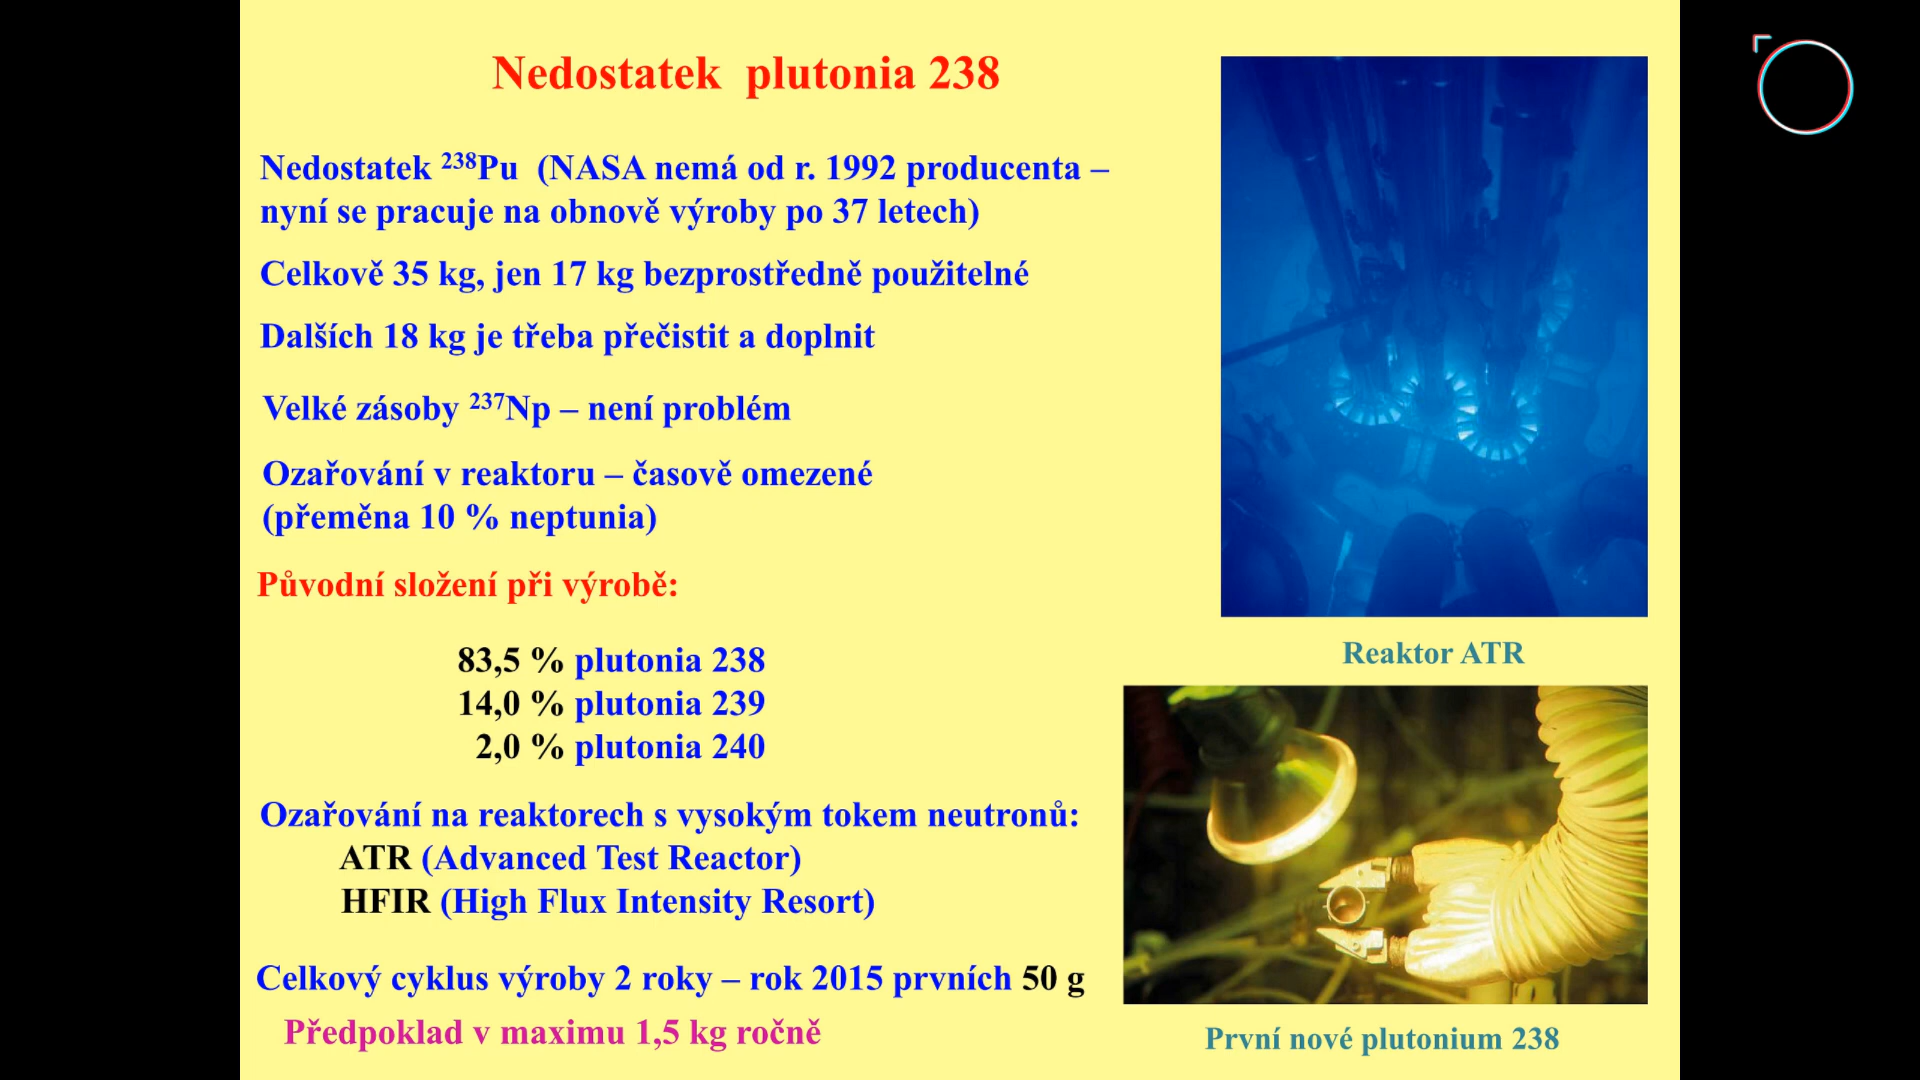 Nedostatek plutonia 238
Nedostatek ²³⁸Pu (NASA nemá od r. 1992 producenta –
nyní se pracuje na obnově výroby po 37 letech)
Celkově 35 kg, jen 17 kg bezprostředně použitelné
Dalších 18 kg je třeba přečistit a doplnit
Velké zásoby ²³⁷Np – není problém
Ozařování v reaktoru – časově omezené
(přeměna 10 % neptunia)
Původní složení při výrobě:
83,5 % plutonia 238
14,0 % plutonia 239
2,0 % plutonia 240
Ozařování na reaktorech s vysokým tokem neutronů:
ATR (Advanced Test Reactor)
HFIR (High Flux Intensity Resort)
Celkový cyklus výroby 2 roky – rok 2015 prvních 50 g
Předpoklad v maximu 1,5 kg ročně
Reaktor ATR
První nové plutonium 238